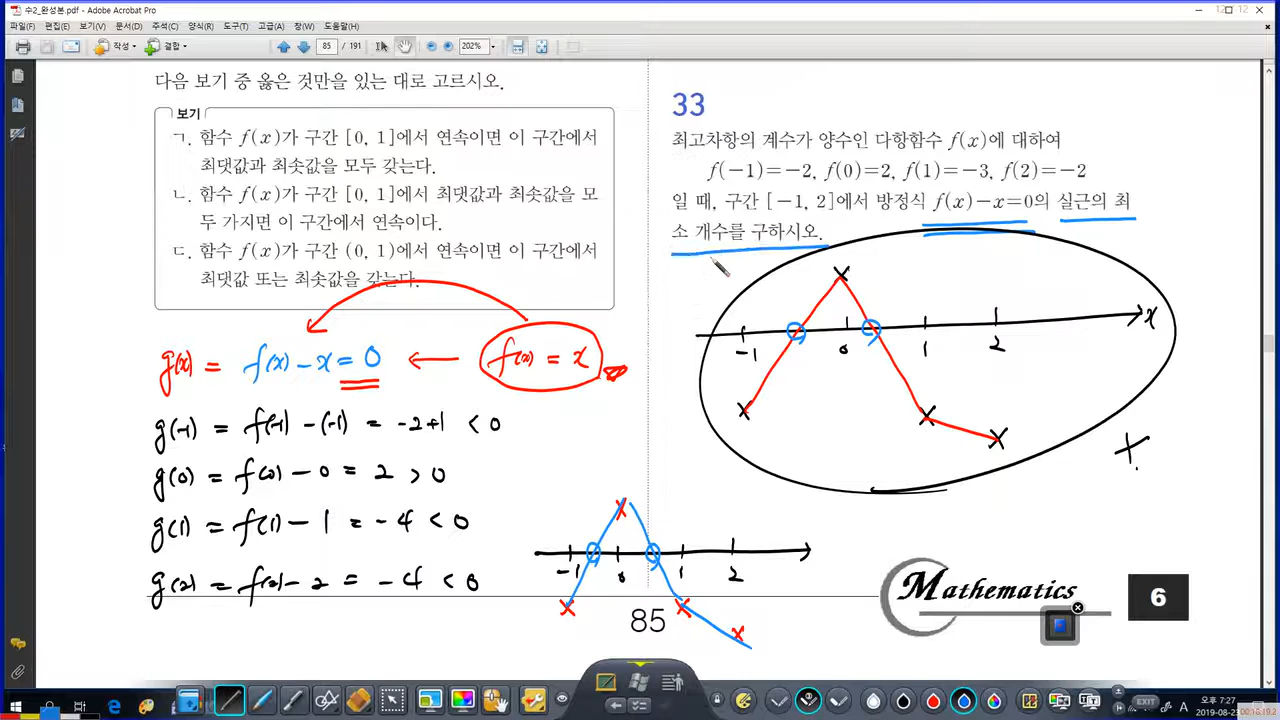 수2_완성본.pdf - Adobe Acrobat Pro
파일(F) 편집(E) 보기(V) 문서(D) 주석(C) 양식(R) 도구(T) 고급(A) 창(W) 도움말(H)
작성 결합 85 / 191 202%
다음 보기 중 옳은 것만을 있는 대로 고르시오.
보기
ㄱ. 함수 f(x)가 구간 [0, 1]에서 연속이면 이 구간에서
최댓값과 최솟값을 모두 갖는다.
ㄴ. 함수 f(x)가 구간 [0, 1]에서 최댓값과 최솟값을 모
두 가지면 이 구간에서 연속이다.
ㄷ. 함수 f(x)가 구간 (0, 1)에서 연속이면 이 구간에서
최댓값 또는 최솟값을 갖는다.
g(x) = f(x) - x = 0 ← f(x) = x
g(-1) = f(-1) - (-1) = -2+1 < 0
g(0) = f(0) - 0 = 2 > 0
g(1) = f(1) - 1 = -4 < 0
g(2) = f(2) - 2 = -4 < 0
-1 0 1 2
85
33
최고차항의 계수가 양수인 다항함수 f(x)에 대하여
f(-1)=-2, f(0)=2, f(1)=-3, f(2)=-2
일 때, 구간 [-1, 2]에서 방정식 f(x)-x=0의 실근의 최
소 개수를 구하시오.
-1 0 1 2 x
Mathematics
6
EXIT
A
오후 7:27